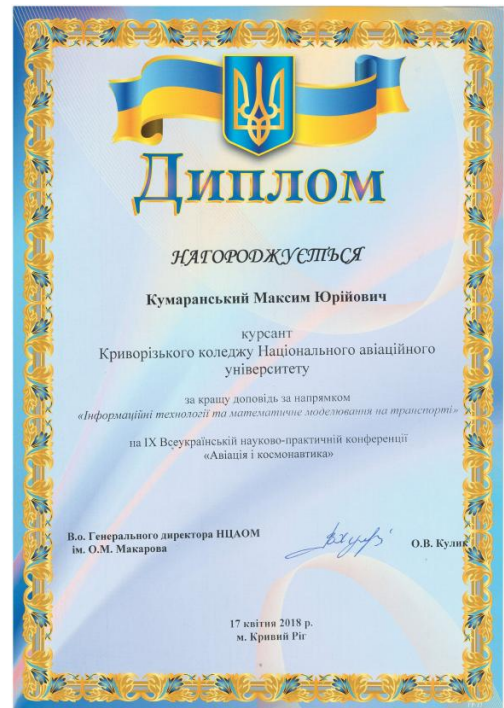 Диплом
НАГОРОДЖУЄТЬСЯ
Кумаранський Максим Юрійович
курсант
Криворізького коледжу Національного авіаційного
університету
за кращу доповідь за напрямком
«Інформаційні технології та математичне моделювання на транспорті»
на ІХ Всеукраїнській науково-практичній конференції
«Авіація і космонавтика»
В.о. Генерального директора НЦАОМ
ім. О.М. Макарова
О.В. Кулик
17 квітня 2018 р.
м. Кривий Ріг